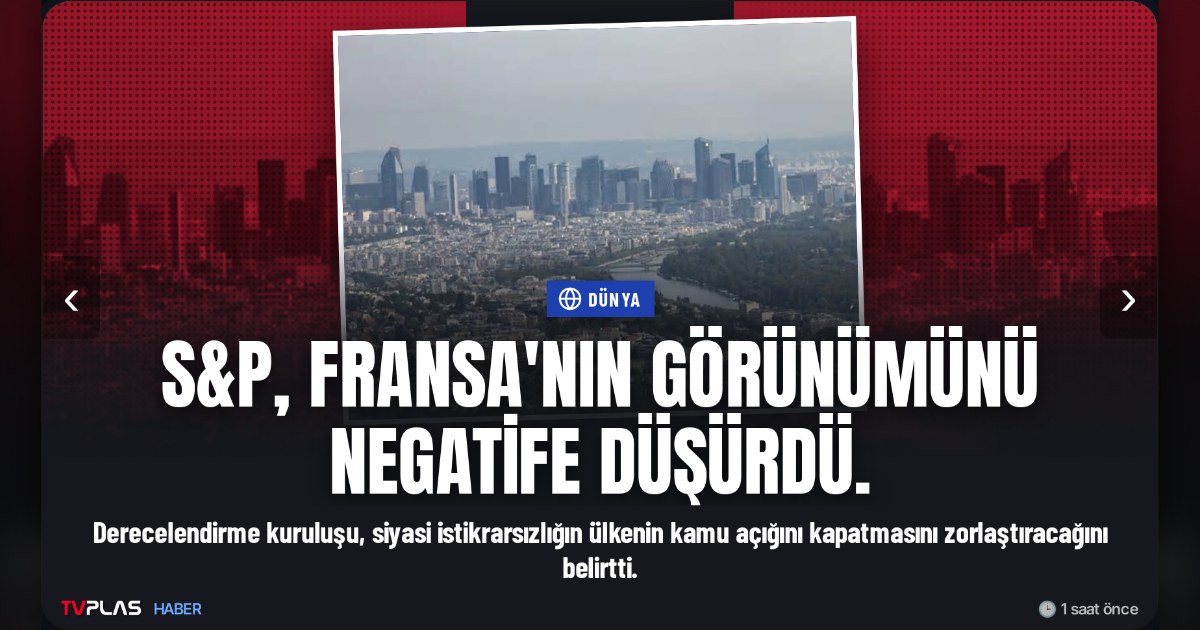 DÜNYA
S&P, FRANSA'NIN GÖRÜNÜMÜNÜ
NEGATİFE DÜŞÜRDÜ.
Derecelendirme kuruluşu, siyasi istikrarsızlığın ülkenin kamu açığını kapatmasını zorlaştıracağını
belirtti.
TVPLAS HABER
1 saat önce